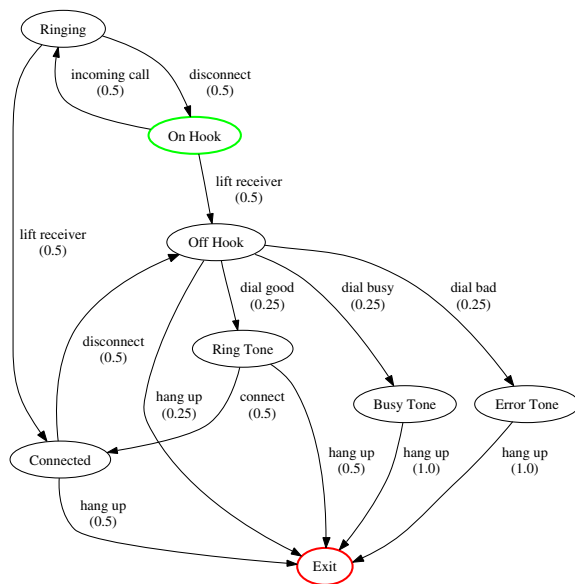 Ringing
incoming call
(0.5)
disconnect
(0.5)
On Hook
lift receiver
(0.5)
lift receiver
(0.5)
Off Hook
dial good
(0.25)
dial busy
(0.25)
dial bad
(0.25)
disconnect
(0.5)
Ring Tone
hang up
(0.25)
connect
(0.5)
Busy Tone
Error Tone
Connected
hang up
(0.5)
hang up
(1.0)
hang up
(1.0)
hang up
(0.5)
Exit